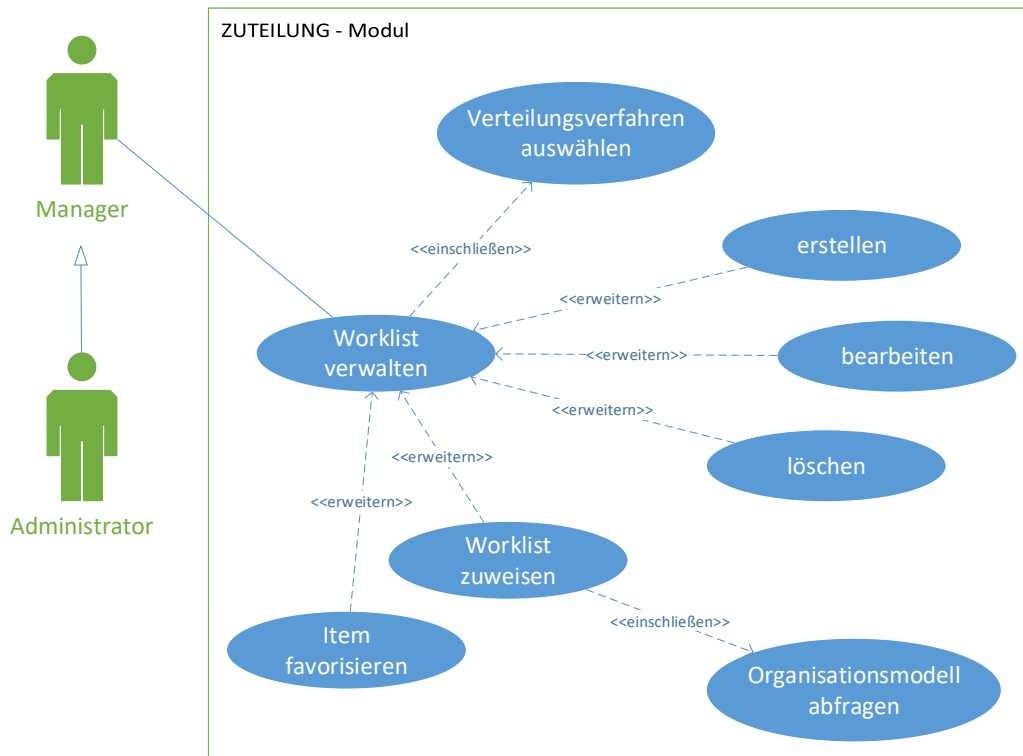 ZUTEILUNG - Modul
Verteilungsverfahren
auswählen
Manager
<<einschließen>>
erstellen
<<erweitern>>
Worklist
verwalten
<<erweitern>>
bearbeiten
<<erweitern>>
<<erweitern>>
löschen
<<erweitern>>
Administrator
Worklist
zuweisen
<<einschließen>>
Item
favorisieren
Organisationsmodell
abfragen